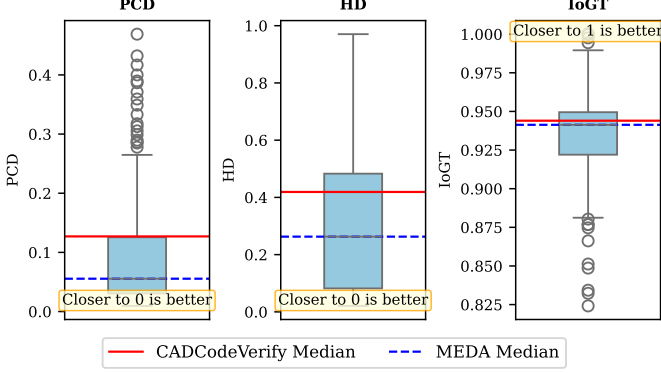 PCD
HD
IoGT
PCD
0.4
0.3
0.2
0.1
0.0
Closer to 0 is better
HD
1.0
0.8
0.6
0.4
0.2
0.0
Closer to 0 is better
IoGT
1.000
0.975
0.950
0.925
0.900
0.875
0.850
0.825
Closer to 1 is better
CADCodeVerify Median
MEDA Median